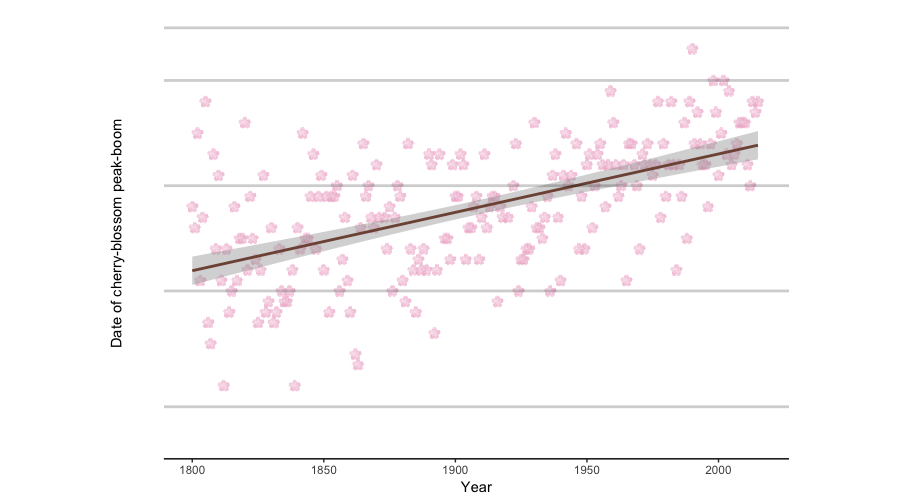 Date of cherry-blossom peak-boom
1800 1850 1900 1950 2000
Year